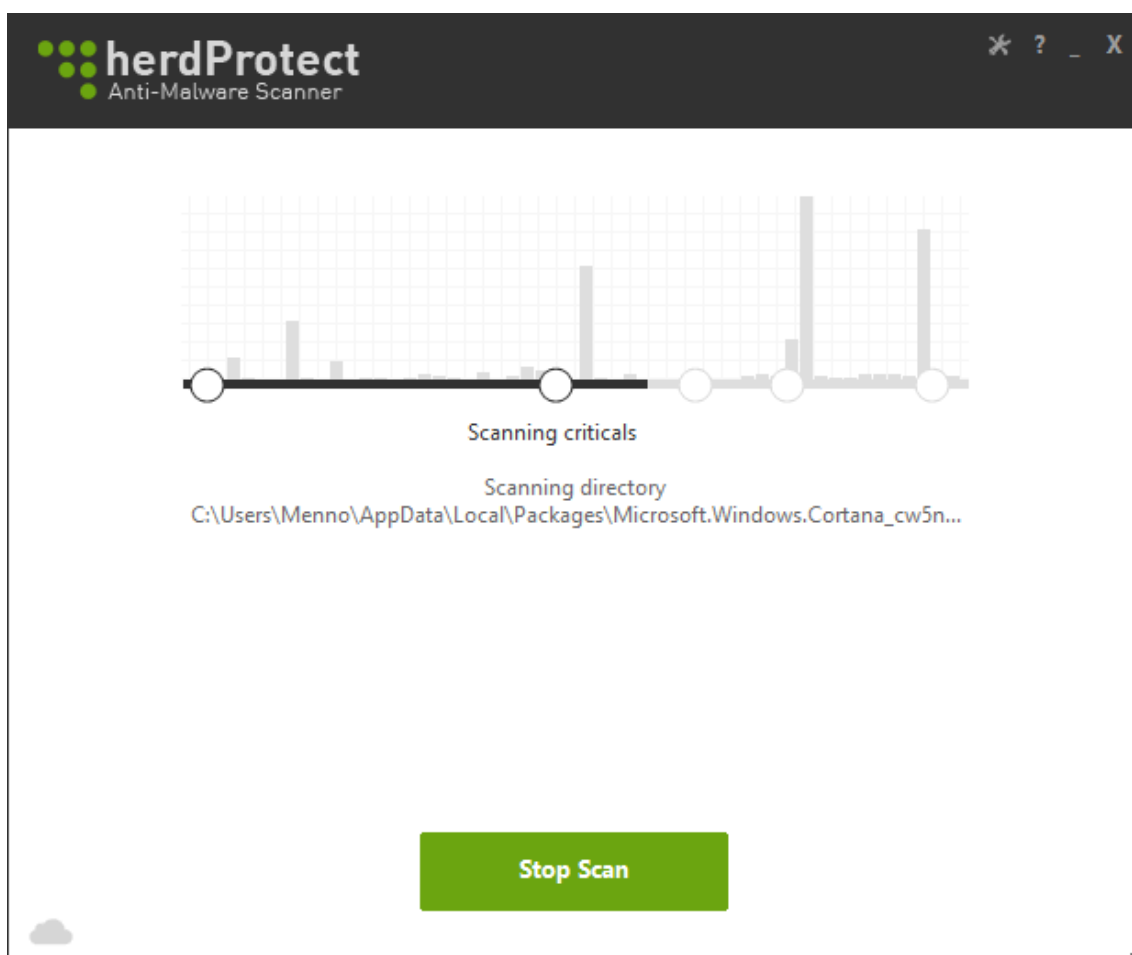 herdProtect
Anti-Malware Scanner
? _ X
Scanning criticals
Scanning directory
C:\Users\Menno\AppData\Local\Packages\Microsoft.Windows.Cortana_cw5n...
Stop Scan